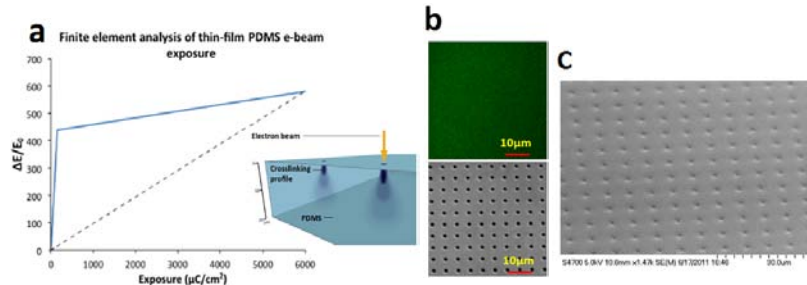 a
Finite element analysis of thin-film PDMS e-beam
exposure
700
600
500
400
300
200
100
0
ΔE/E₀
0 1000 2000 3000 4000 5000 6000
Exposure (µC/cm²)
Electron beam
Crosslinking
profile
PDMS
b
10µm
10µm
c
S4700 5.0kV 10.0mm x1.47k SE(M) 9/17/2011 16:46 20.0um